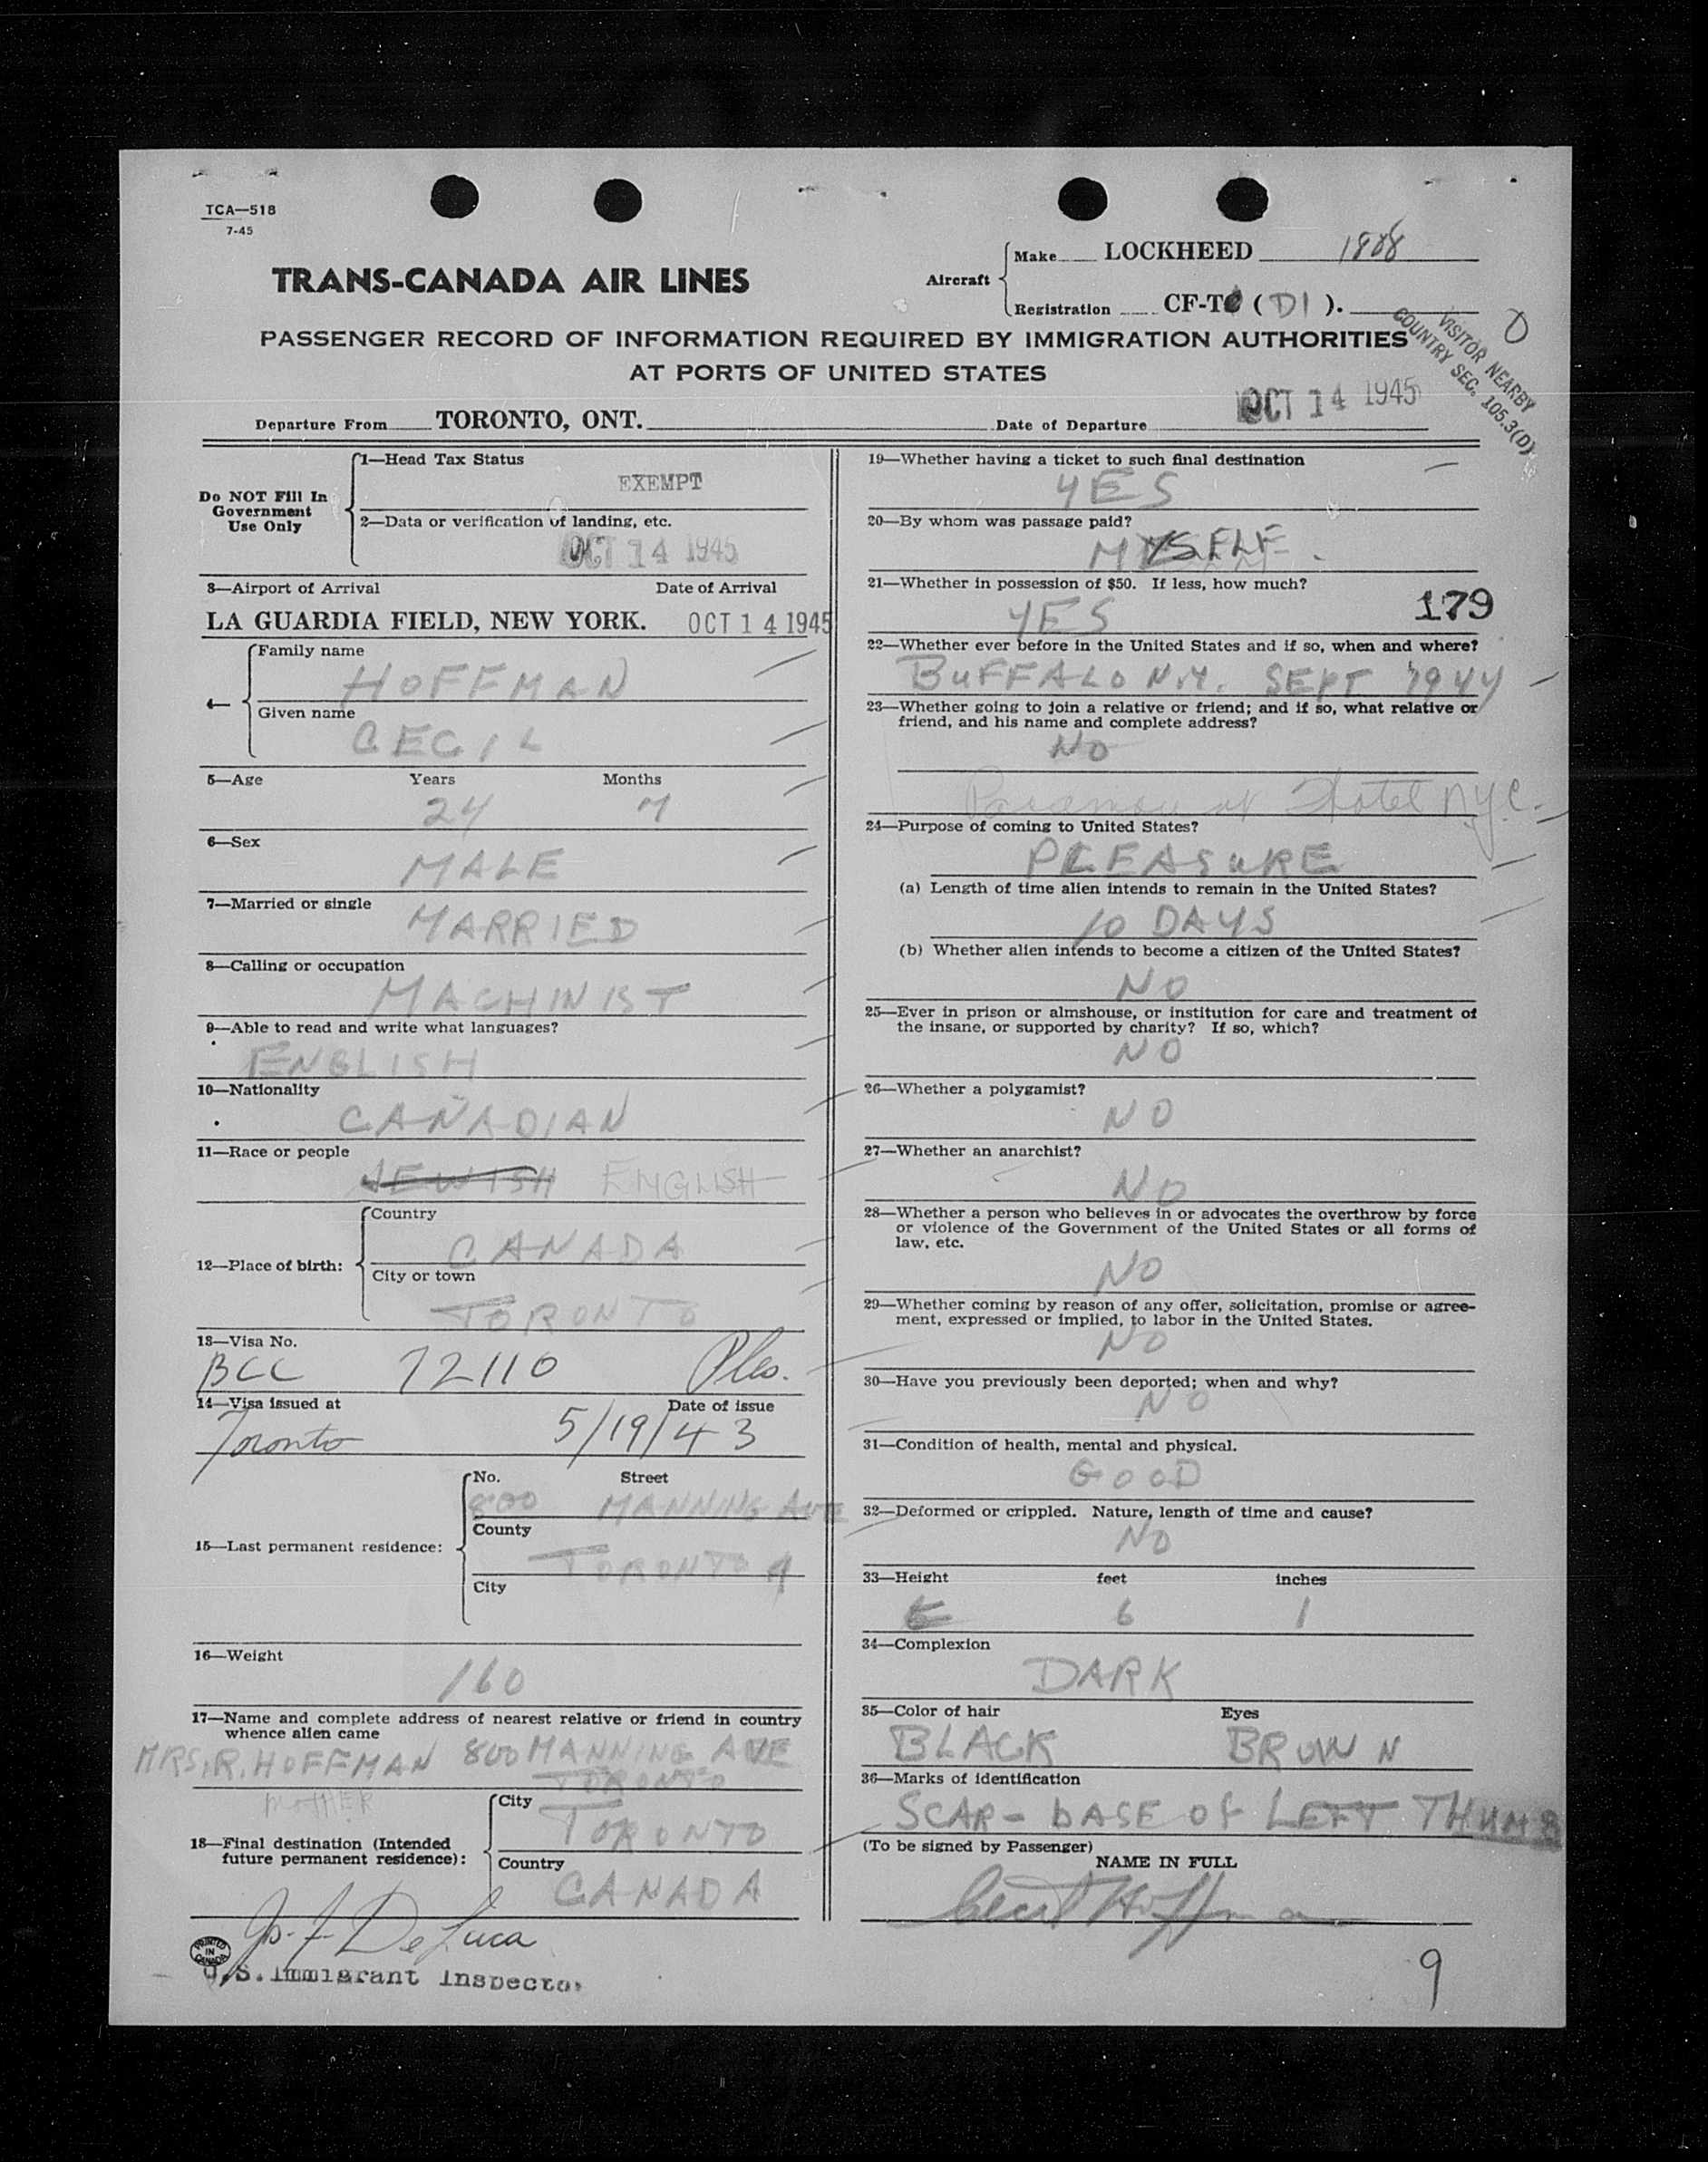 TCA—518
7-45
TRANS-CANADA AIR LINES
Aircraft
Make LOCKHEED
Registration CF-T ( DI ).
PASSENGER RECORD OF INFORMATION REQUIRED BY IMMIGRATION AUTHORITIES
AT PORTS OF UNITED STATES
VISITOR NEARBY
COUNTRY SEC. 105.3(D)
Departure From TORONTO, ONT. Date of Departure OCT 14 1945
Do NOT Fill In
Government
Use Only
1—Head Tax Status
EXEMPT
2—Data or verification of landing, etc.
OCT 14 1945
3—Airport of Arrival Date of Arrival
LA GUARDIA FIELD, NEW YORK. OCT 14 1945
4—
Family name
HOFFMAN
Given name
CECIL
5—Age Years Months
24 7
6—Sex
MALE
7—Married or single
MARRIED
8—Calling or occupation
MACHINIST
9—Able to read and write what languages?
ENGLISH
10—Nationality
CANADIAN
11—Race or people
JEWISH ENGLISH
12—Place of birth:
Country
CANADA
City or town
TORONTO
13—Visa No.
BCC 72110 Ples.
14—Visa issued at Date of issue
Toronto 5/19/43
15—Last permanent residence:
No. Street
800 MANNING AVE
County
TORONTO 4
City
16—Weight
160
17—Name and complete address of nearest relative or friend in country
whence alien came
MRS. R. HOFFMAN 800 MANNING AVE
TORONTO
MOTHER
18—Final destination (Intended
future permanent residence):
City
TORONTO
Country
CANADA
Jos. J. De Luca
U.S. Immigrant Inspector
PRINTED IN CANADA
19—Whether having a ticket to such final destination
YES
20—By whom was passage paid?
MYSELF
21—Whether in possession of $50. If less, how much?
YES 179
22—Whether ever before in the United States and if so, when and where?
BUFFALO N.Y. SEPT 1944
23—Whether going to join a relative or friend; and if so, what relative or
friend, and his name and complete address?
NO
Paramount Hotel N.Y.C.
24—Purpose of coming to United States?
PLEASURE
(a) Length of time alien intends to remain in the United States?
10 DAYS
(b) Whether alien intends to become a citizen of the United States?
NO
25—Ever in prison or almshouse, or institution for care and treatment of
the insane, or supported by charity? If so, which?
NO
26—Whether a polygamist?
NO
27—Whether an anarchist?
NO
28—Whether a person who believes in or advocates the overthrow by force
or violence of the Government of the United States or all forms of
law, etc.
NO
29—Whether coming by reason of any offer, solicitation, promise or agree-
ment, expressed or implied, to labor in the United States.
NO
30—Have you previously been deported; when and why?
NO
31—Condition of health, mental and physical.
GOOD
32—Deformed or crippled. Nature, length of time and cause?
NO
33—Height feet inches
6 1
34—Complexion
DARK
35—Color of hair Eyes
BLACK BROWN
36—Marks of identification
SCAR - BASE OF LEFT THUMB
(To be signed by Passenger)
NAME IN FULL
Cecil Hoffman
9